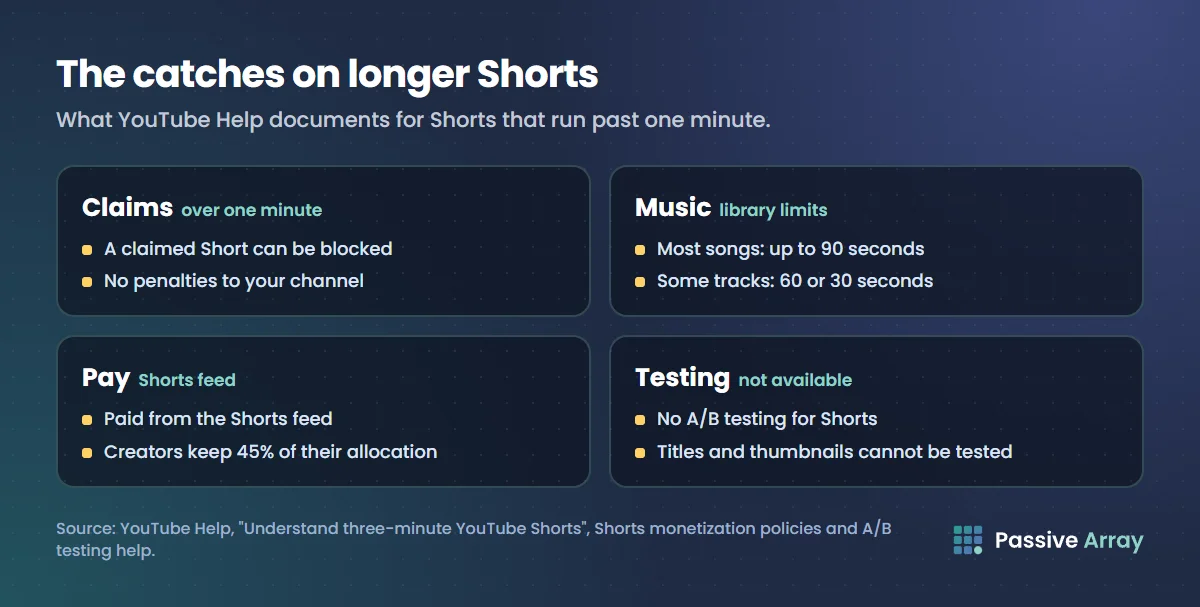 The catches on longer Shorts
What YouTube Help documents for Shorts that run past one minute.
Claims over one minute
A claimed Short can be blocked
No penalties to your channel
Music library limits
Most songs: up to 90 seconds
Some tracks: 60 or 30 seconds
Pay Shorts feed
Paid from the Shorts feed
Creators keep 45% of their allocation
Testing not available
No A/B testing for Shorts
Titles and thumbnails cannot be tested
Source: YouTube Help, "Understand three-minute YouTube Shorts", Shorts monetization policies and A/B
testing help.
Passive Array